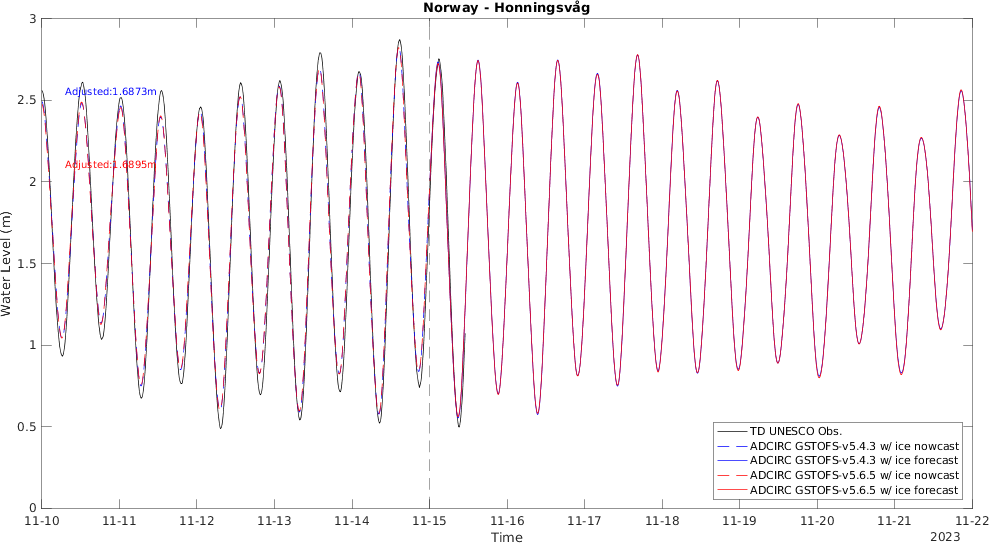 Norway - Honningsvåg
3
2.5
2
1.5
1
0.5
0
Water Level (m)
Adjusted:1.6873m
Adjusted:1.6895m
TD UNESCO Obs.
ADCIRC GSTOFS-v5.4.3 w/ ice nowcast
ADCIRC GSTOFS-v5.4.3 w/ ice forecast
ADCIRC GSTOFS-v5.6.5 w/ ice nowcast
ADCIRC GSTOFS-v5.6.5 w/ ice forecast
11-10 11-11 11-12 11-13 11-14 11-15 11-16 11-17 11-18 11-19 11-20 11-21 11-22
Time
2023